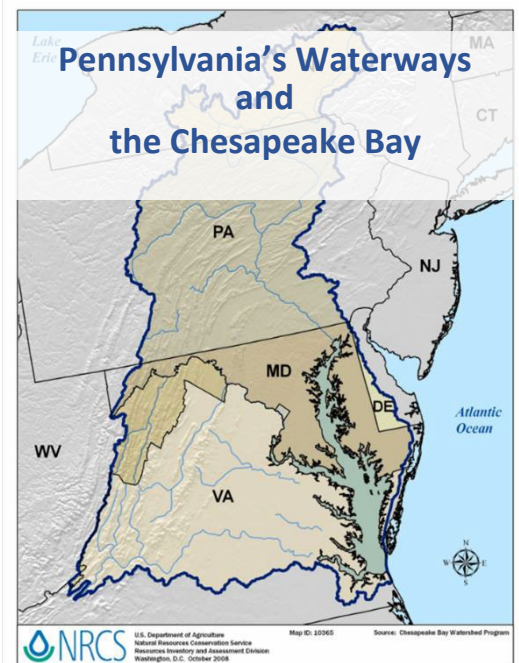 Pennsylvania’s Waterways
and
the Chesapeake Bay
Lake
Erie
MA
CT
PA
NJ
MD
DE
Atlantic
Ocean
WV
VA
N
W E
S
NRCS
U.S. Department of Agriculture
Natural Resources Conservation Service
Resources Inventory and Assessment Division
Washington, D.C. October 2008
Map ID: 10365
Source: Chesapeake Bay Watershed Program